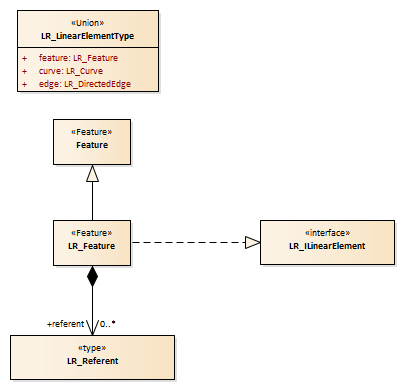 «Union»
LR_LinearElementType
+ feature: LR_Feature
+ curve: LR_Curve
+ edge: LR_DirectedEdge
«Feature»
Feature
«Feature»
LR_Feature
«interface»
LR_ILinearElement
+referent 0..*
«type»
LR_Referent